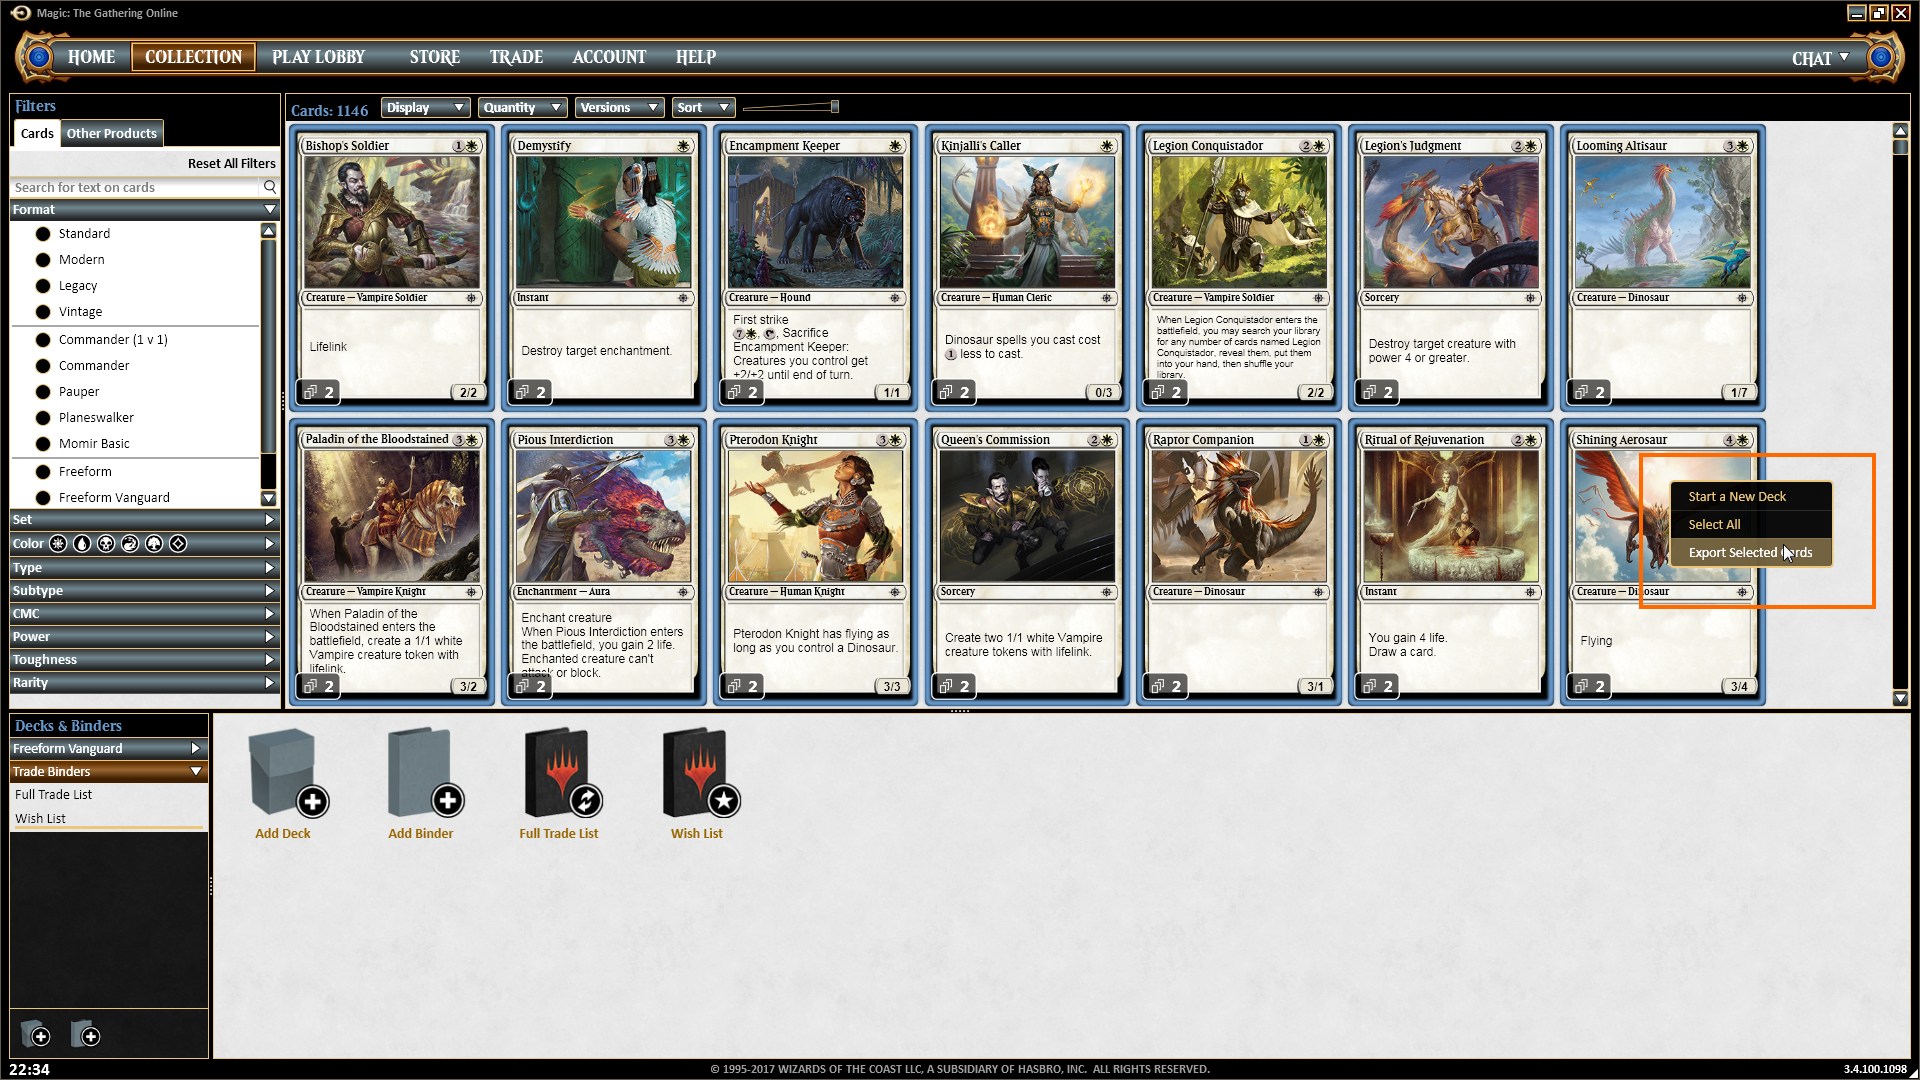 Magic: The Gathering Online
HOME COLLECTION PLAY LOBBY STORE TRADE ACCOUNT HELP CHAT
Filters
Cards Other Products
Reset All Filters
Search for text on cards
Format
Standard
Modern
Legacy
Vintage
Commander (1 v 1)
Commander
Pauper
Planeswalker
Momir Basic
Freeform
Freeform Vanguard
Set
Color
Type
Subtype
CMC
Power
Toughness
Rarity
Cards: 1146 Display Quantity Versions Sort
Bishop's Soldier 1
Creature — Vampire Soldier
Lifelink
2 2/2
Demystify
Instant
Destroy target enchantment.
2
Encampment Keeper
Creature — Hound
First strike
7 , , Sacrifice
Encampment Keeper:
Creatures you control get
+2/+2 until end of turn.
2 1/1
Kinjalli's Caller
Creature — Human Cleric
Dinosaur spells you cast cost
1 less to cast.
2 0/3
Legion Conquistador 2
Creature — Vampire Soldier
When Legion Conquistador enters the
battlefield, you may search your library
for any number of cards named Legion
Conquistador, reveal them, put them
into your hand, then shuffle your
library.
2 2/2
Legion's Judgment 2
Sorcery
Destroy target creature with
power 4 or greater.
2
Looming Altisaur 3
Creature — Dinosaur
2 1/7
Paladin of the Bloodstained 3
Creature — Vampire Knight
When Paladin of the
Bloodstained enters the
battlefield, create a 1/1 white
Vampire creature token with
lifelink.
2 3/2
Pious Interdiction 3
Enchantment — Aura
Enchant creature
When Pious Interdiction enters
the battlefield, you gain 2 life.
Enchanted creature can't
attack or block.
2
Pterodon Knight 3
Creature — Human Knight
Pterodon Knight has flying as
long as you control a Dinosaur.
2 3/3
Queen's Commission 2
Sorcery
Create two 1/1 white Vampire
creature tokens with lifelink.
2
Raptor Companion 1
Creature — Dinosaur
2 3/1
Ritual of Rejuvenation 2
Instant
You gain 4 life.
Draw a card.
2
Shining Aerosaur 4
Creature — Dinosaur
Flying
2 3/4
Start a New Deck
Select All
Export Selected Cards
Decks & Binders
Freeform Vanguard
Trade Binders
Full Trade List
Wish List
Add Deck Add Binder Full Trade List Wish List
22:34
© 1995-2017 WIZARDS OF THE COAST LLC, A SUBSIDIARY OF HASBRO, INC. ALL RIGHTS RESERVED.
3.4.100.1098